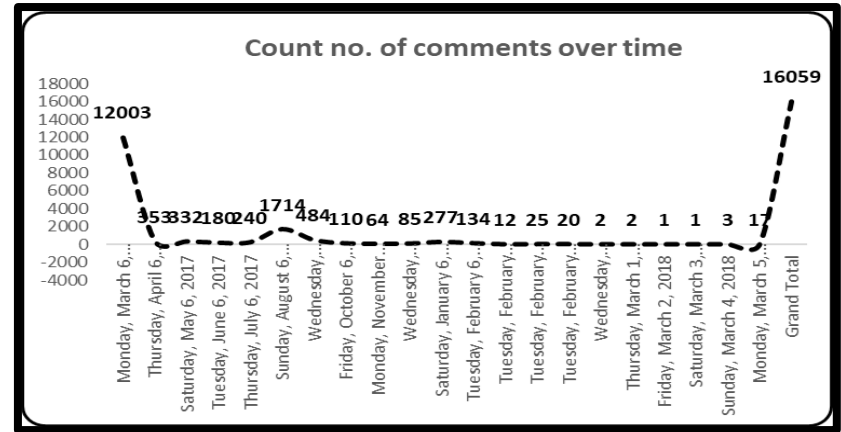 Count no. of comments over time
18000
16000
14000
12000
10000
8000
6000
4000
2000
0
-2000
-4000
12003
353
332
180
240
1714
484
110
64
85
277
134
12
25
20
2
2
1
1
3
17
16059
Monday, March 6,...
Thursday, April 6,...
Saturday, May 6, 2017
Tuesday, June 6, 2017
Thursday, July 6, 2017
Sunday, August 6,...
Wednesday,...
Friday, October 6,...
Monday, November...
Wednesday,...
Saturday, January 6,...
Tuesday, February 6,...
Tuesday, February...
Tuesday, February...
Tuesday, February...
Wednesday,...
Thursday, March 1,...
Friday, March 2, 2018
Saturday, March 3,...
Sunday, March 4, 2018
Monday, March 5,...
Grand Total